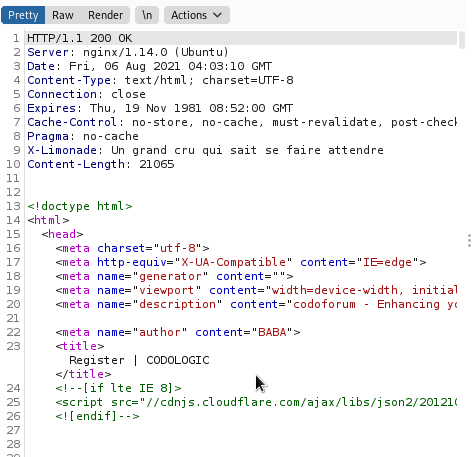 Pretty Raw Render \n Actions
1 HTTP/1.1 200 OK
2 Server: nginx/1.14.0 (Ubuntu)
3 Date: Fri, 06 Aug 2021 04:03:10 GMT
4 Content-Type: text/html; charset=UTF-8
5 Connection: close
6 Expires: Thu, 19 Nov 1981 08:52:00 GMT
7 Cache-Control: no-store, no-cache, must-revalidate, post-check
8 Pragma: no-cache
9 X-Limonade: Un grand cru qui sait se faire attendre
10 Content-Length: 21065
11
12
13 <!doctype html>
14 <html>
15 <head>
16 <meta charset="utf-8">
17 <meta http-equiv="X-UA-Compatible" content="IE=edge">
18 <meta name="generator" content="">
19 <meta name="viewport" content="width=device-width, initial
20 <meta name="description" content="codoforum - Enhancing yo
21
22 <meta name="author" content="BABA">
23 <title>
Register | CODOLOGIC
</title>
24 <!--[if lte IE 8]>
25 <script src="//cdnjs.cloudflare.com/ajax/libs/json2/201210
26 <![endif]-->
27
28